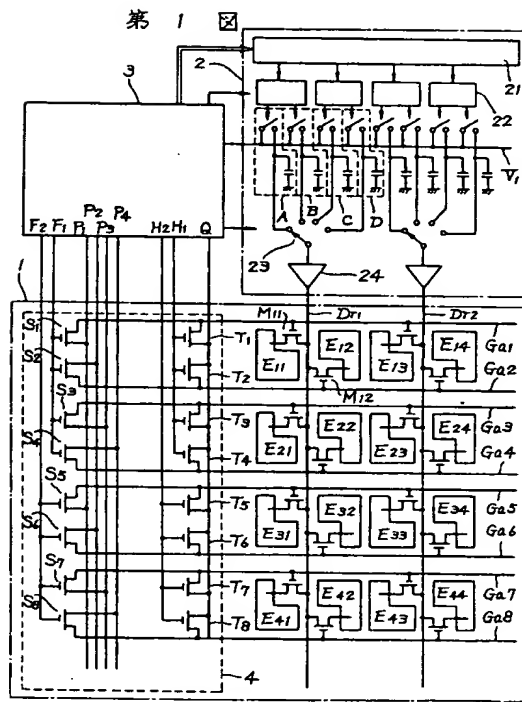 第 1 図
3
2
21
22
V1
A
B
C
D
23
24
F2 F1 P1 P2 P3 P4 H2 H1 Q
1
M11
Dr1
Dr2
S1
T1
E11
E12
E13
E14
Ga1
S2
T2
M12
Ga2
S3
T3
E21
E22
E23
E24
Ga3
S4
T4
Ga4
S5
T5
E31
E32
E33
E34
Ga5
S6
T6
Ga6
S7
T7
E41
E42
E43
E44
Ga7
S8
T8
Ga8
4